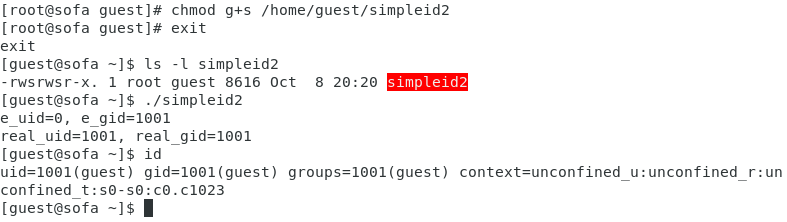 [root@sofa guest]# chmod g+s /home/guest/simpleid2
[root@sofa guest]# exit
exit
[guest@sofa ~]$ ls -l simpleid2
-rwsrwsr-x. 1 root guest 8616 Oct  8 20:20 simpleid2
[guest@sofa ~]$ ./simpleid2
e_uid=0, e_gid=1001
real_uid=1001, real_gid=1001
[guest@sofa ~]$ id
uid=1001(guest) gid=1001(guest) groups=1001(guest) context=unconfined_u:unconfined_r:un
confined_t:s0-s0:c0.c1023
[guest@sofa ~]$